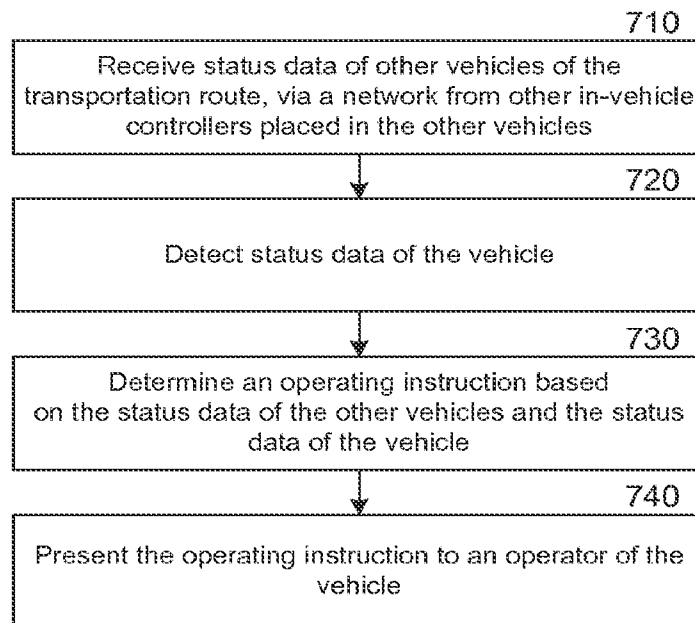 710
Receive status data of other vehicles of the
transportation route, via a network from other in-vehicle
controllers placed in the other vehicles
720
Detect status data of the vehicle
730
Determine an operating instruction based
on the status data of the other vehicles and the status
data of the vehicle
740
Present the operating instruction to an operator of the
vehicle